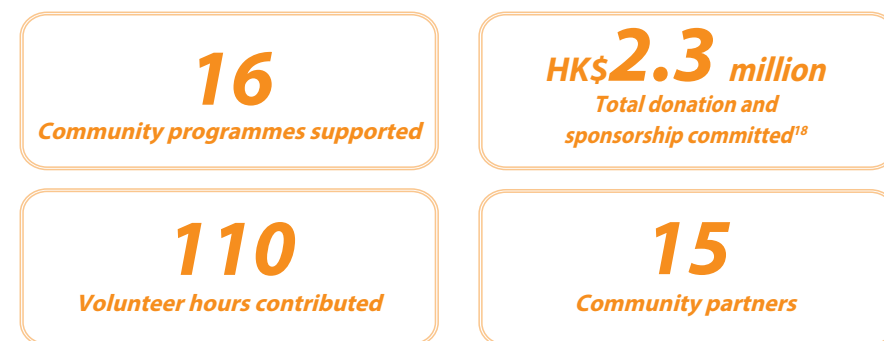 16
Community programmes supported
HK$2.3 million
Total donation and
sponsorship committed18
110
Volunteer hours contributed
15
Community partners